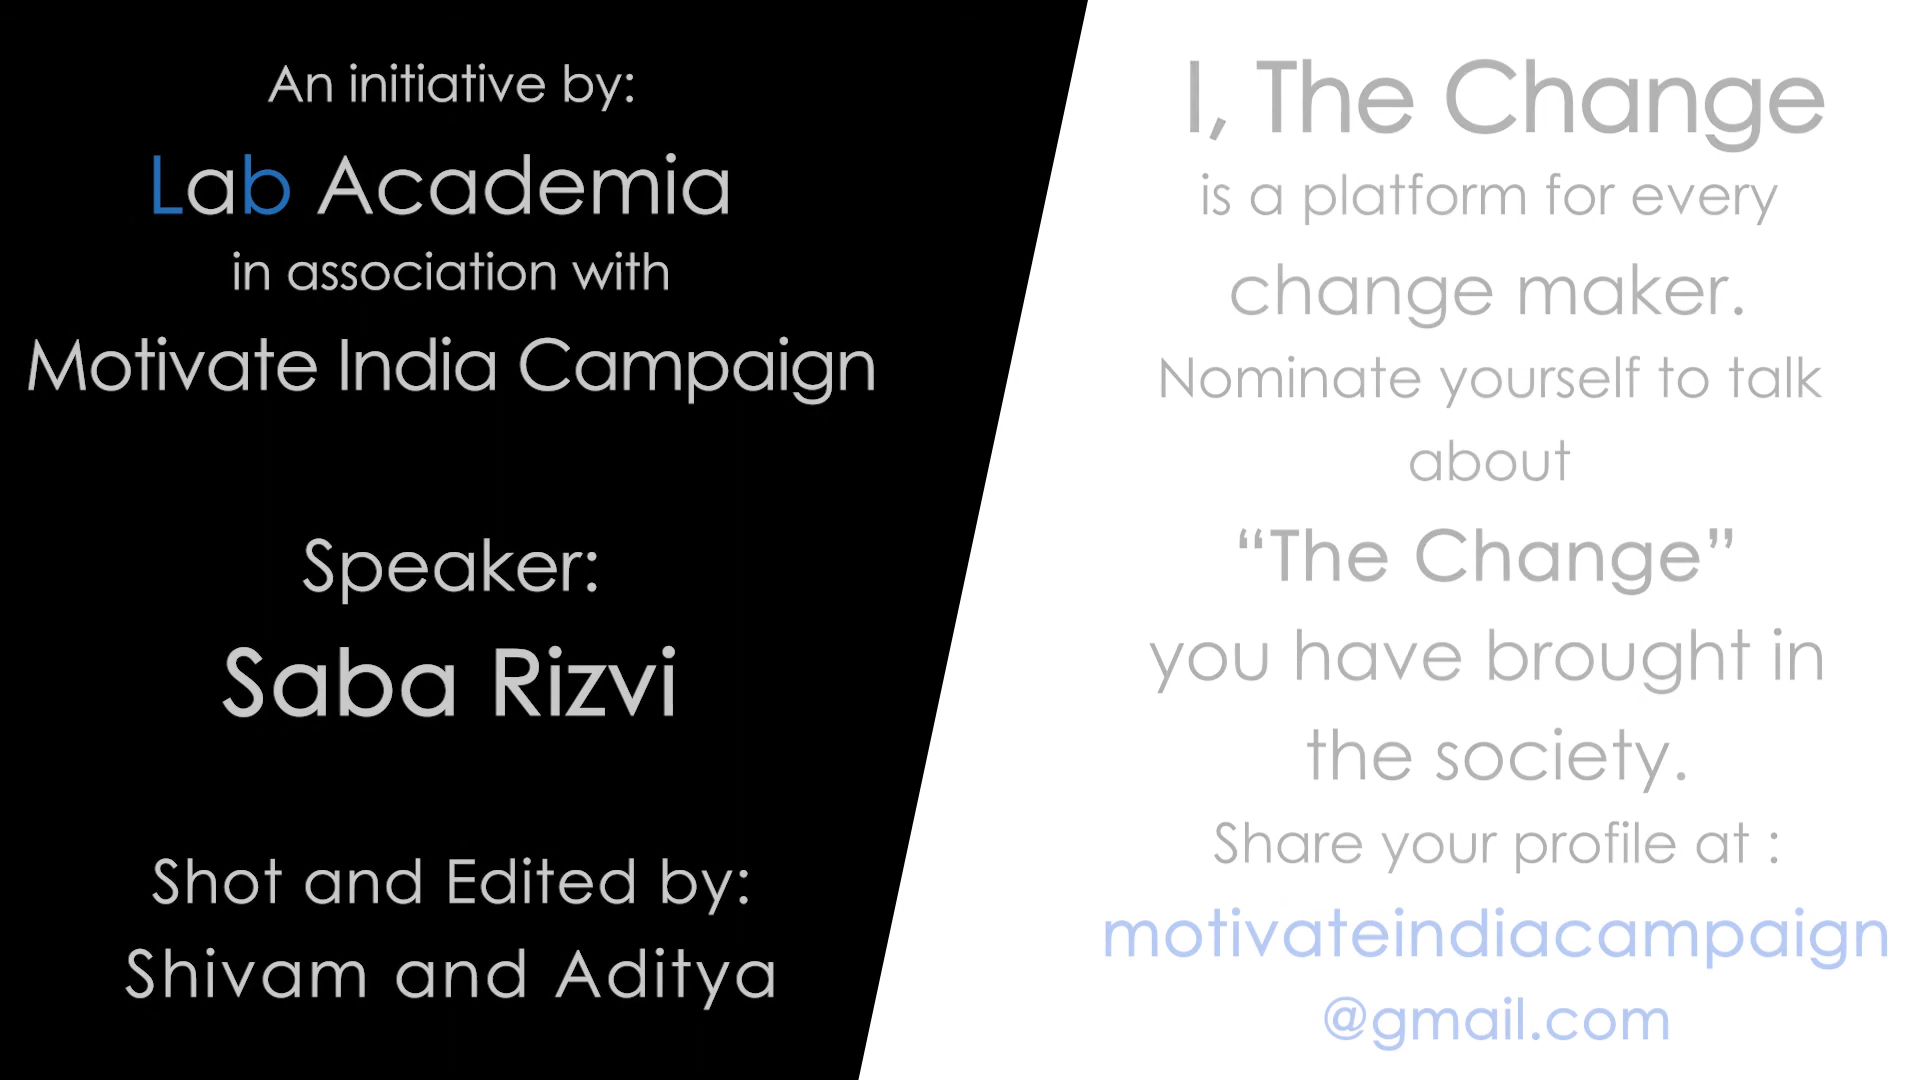 An initiative by:
Lab Academia
in association with
Motivate India Campaign
Speaker:
Saba Rizvi
Shot and Edited by:
Shivam and Aditya
I, The Change
is a platform for every
change maker.
Nominate yourself to talk
about
“The Change”
you have brought in
the society.
Share your profile at :
motivateindiacampaign
@gmail.com